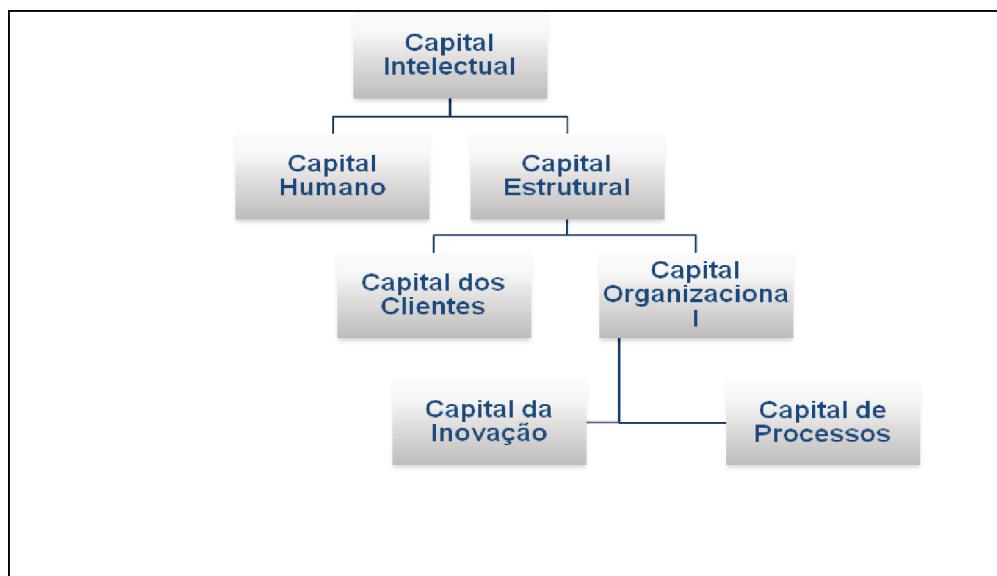 Capital
Intelectual
Capital
Humano
Capital
Estrutural
Capital dos
Clientes
Capital
Organizaciona
l
Capital da
Inovação
Capital de
Processos